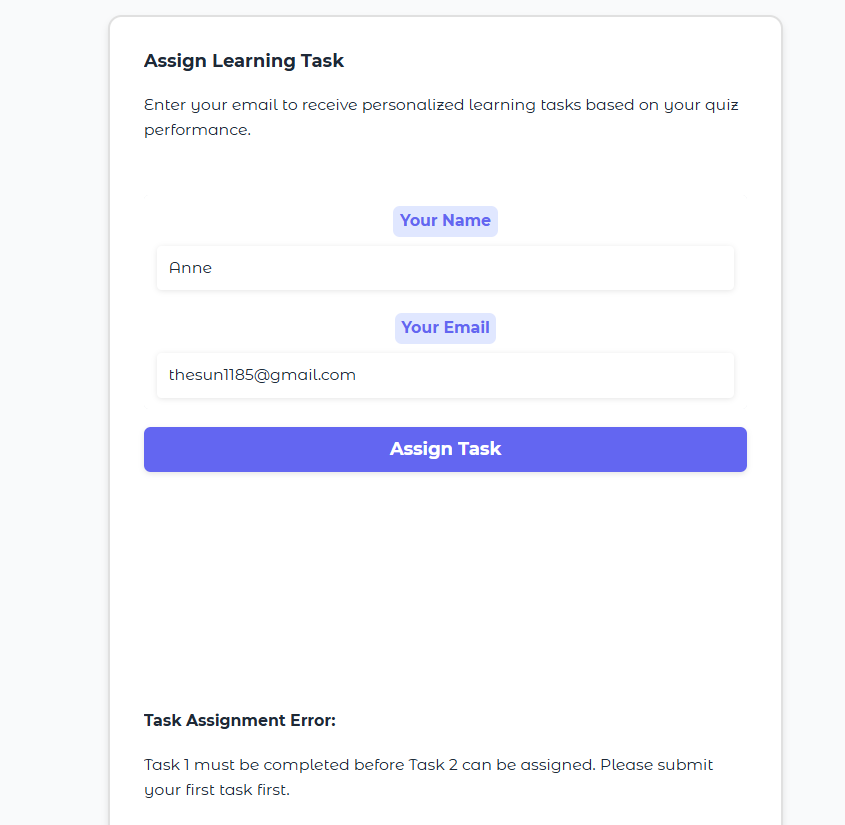 Assign Learning Task
Enter your email to receive personalized learning tasks based on your quiz
performance.
Your Name
Anne
Your Email
thesun1185@gmail.com
Assign Task
Task Assignment Error:
Task 1 must be completed before Task 2 can be assigned. Please submit
your first task first.